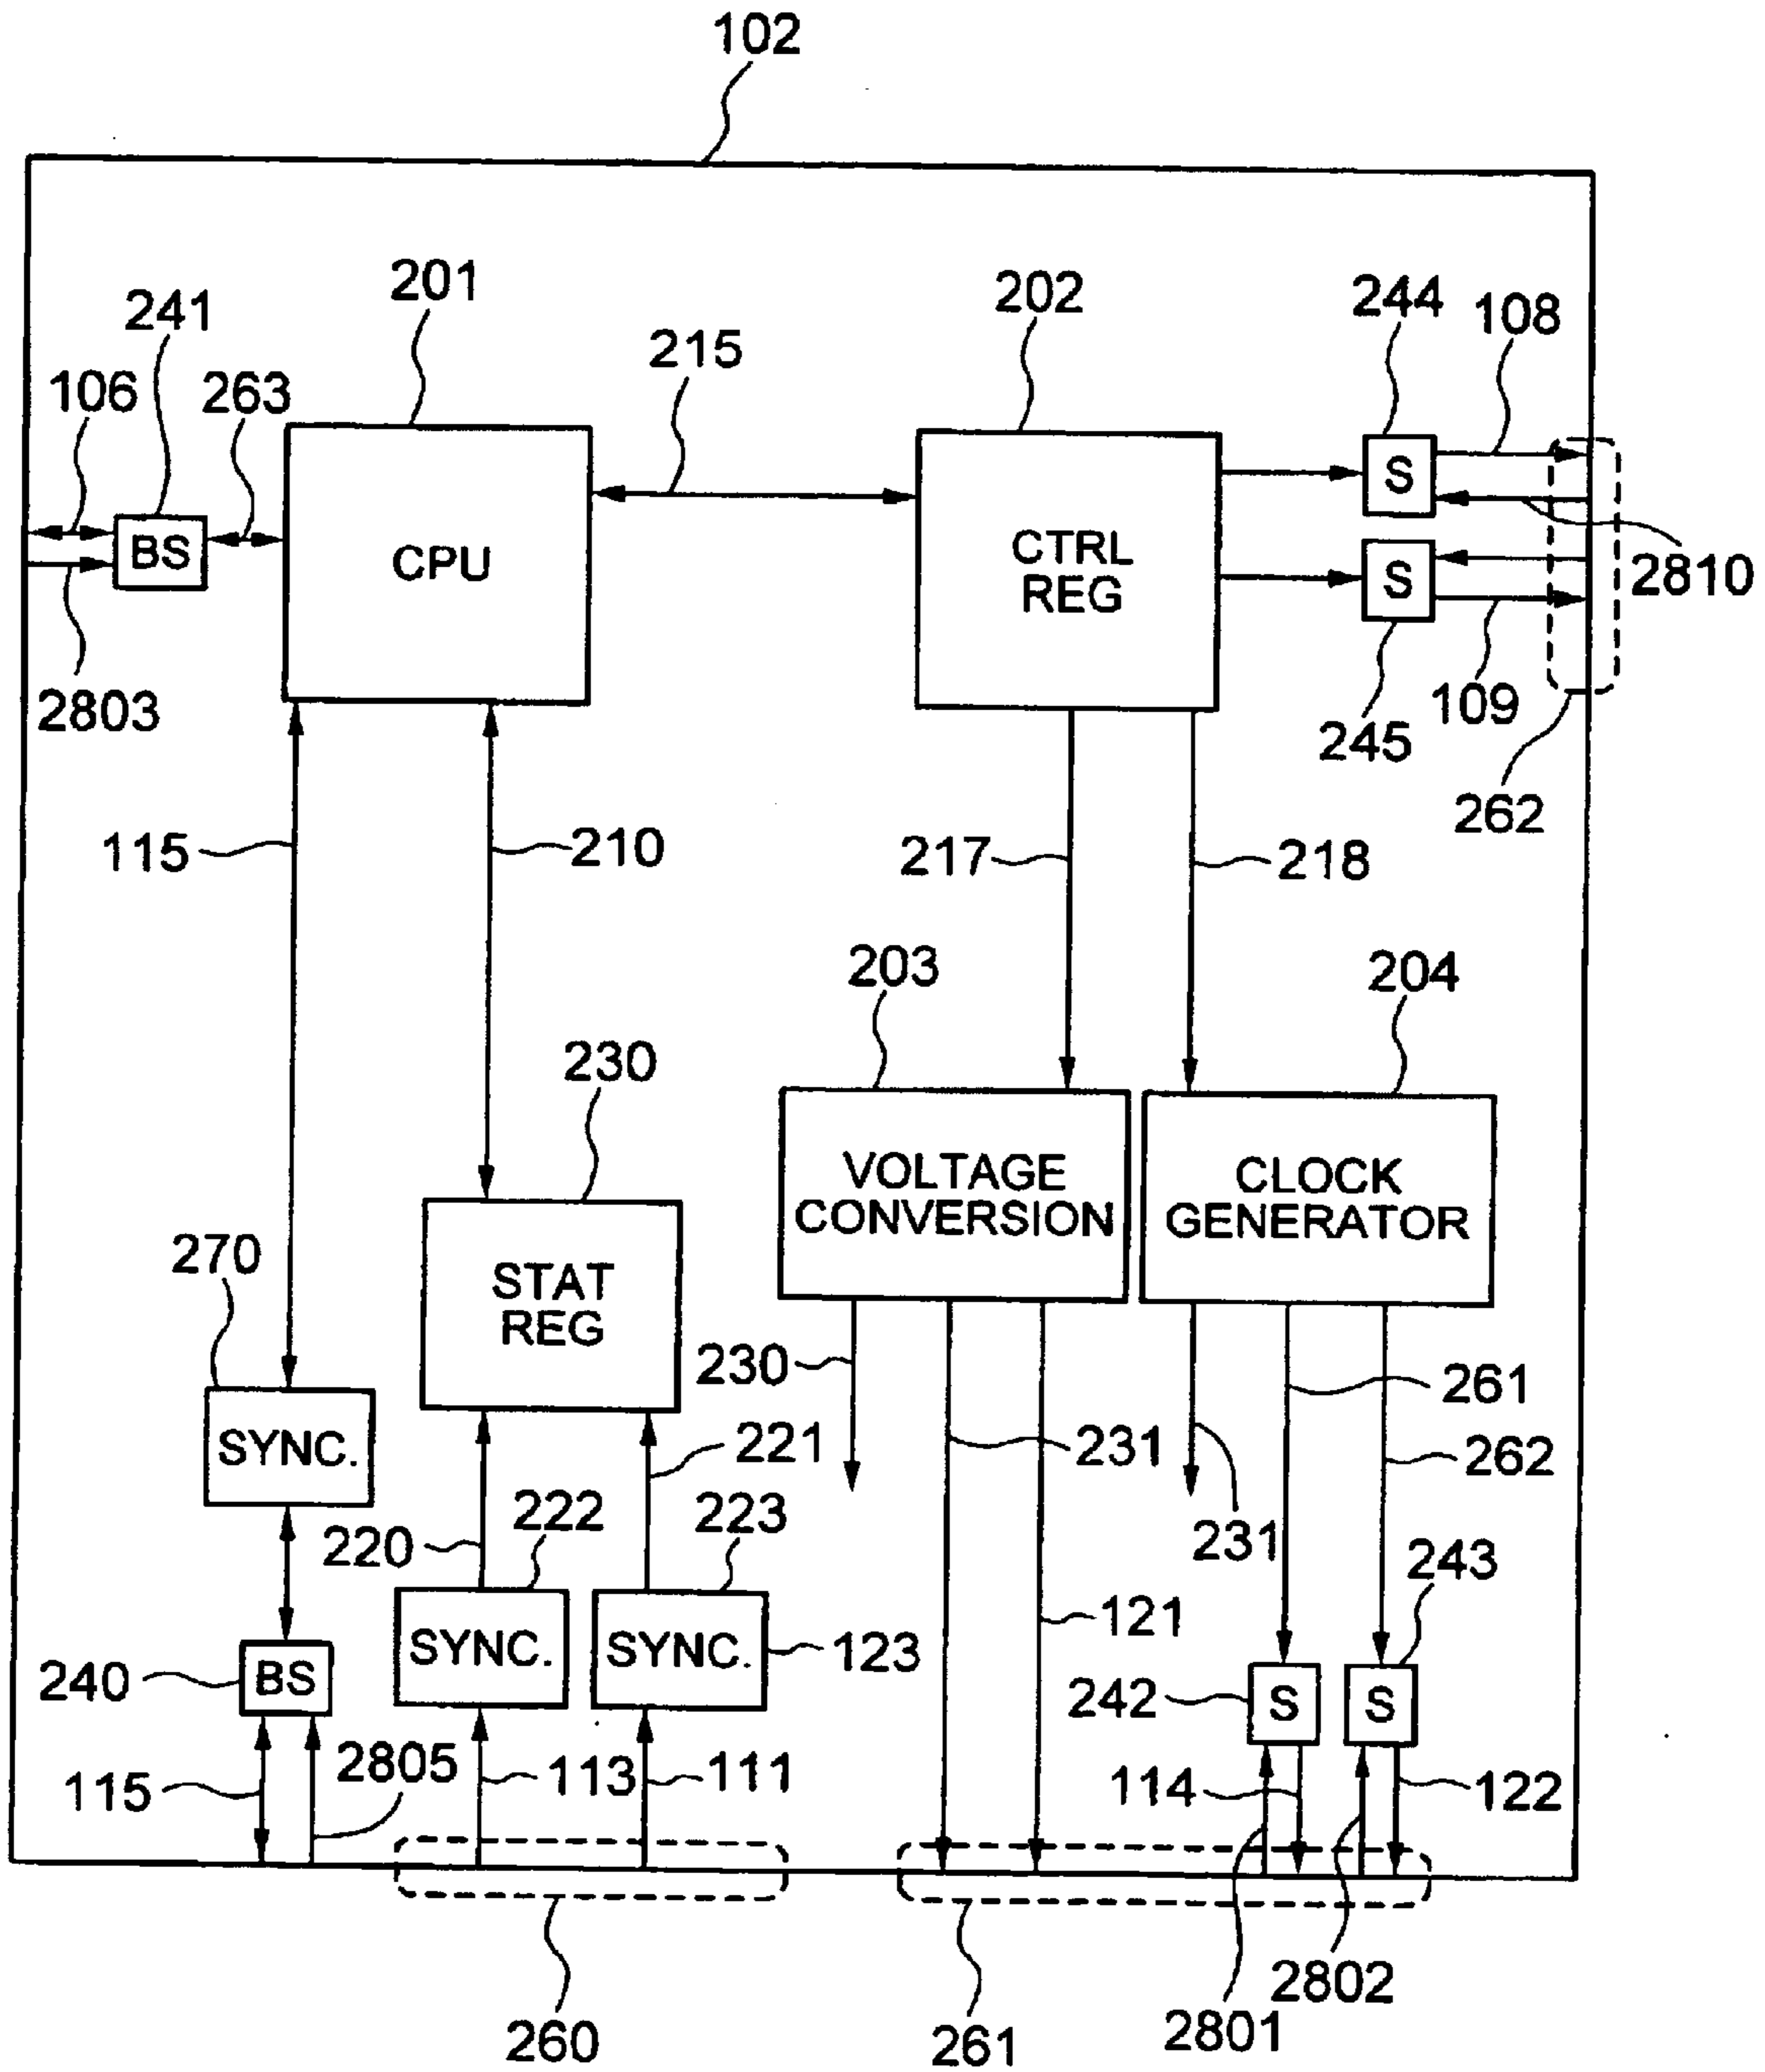 102
201
202
244
108
241
215
106
263
BS
CPU
CTRL
REG
S
S
2810
2803
109
245
262
115
210
217
218
203
204
230
VOLTAGE
CONVERSION
CLOCK
GENERATOR
270
STAT
REG
230
261
SYNC.
221
231
262
220
222
223
231
243
121
SYNC.
SYNC.
123
240
BS
242
S
S
115
2805
113
111
114
122
2802
2801
260
261